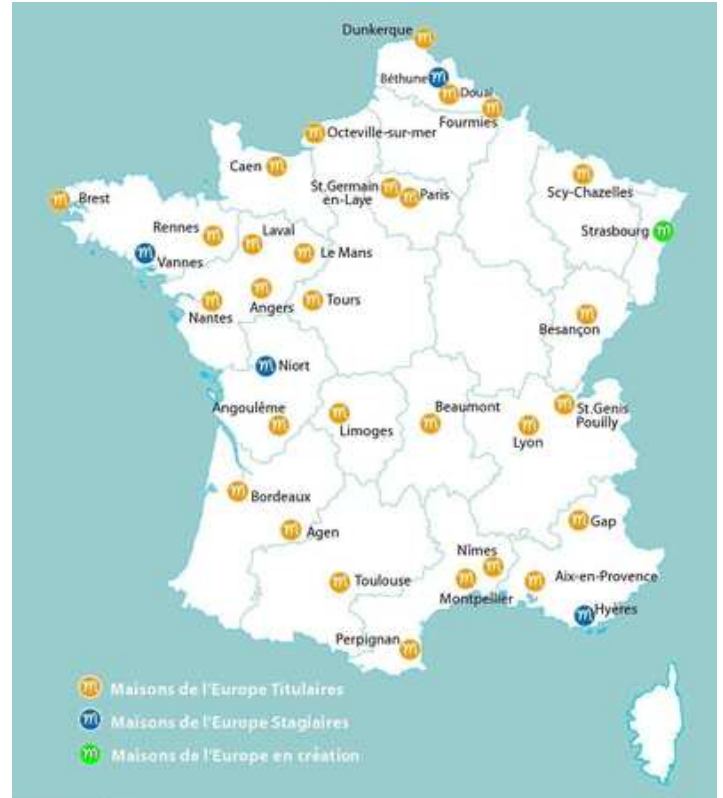 Dunkerque
Béthune
Douai
Fourmies
Octeville-sur-mer
Caen
St.Germain
en-Laye
Paris
Scy-Chazelles
Brest
Rennes
Laval
Strasbourg
Vannes
Le Mans
Nantes
Angers
Tours
Besançon
Niort
Angoulême
Limoges
Beaumont
St.Genis
Pouilly
Lyon
Bordeaux
Agen
Gap
Nîmes
Toulouse
Montpellier
Aix-en-Provence
Hyères
Perpignan
Maisons de l'Europe Titulaires
Maisons de l'Europe Stagiaires
Maisons de l'Europe en création